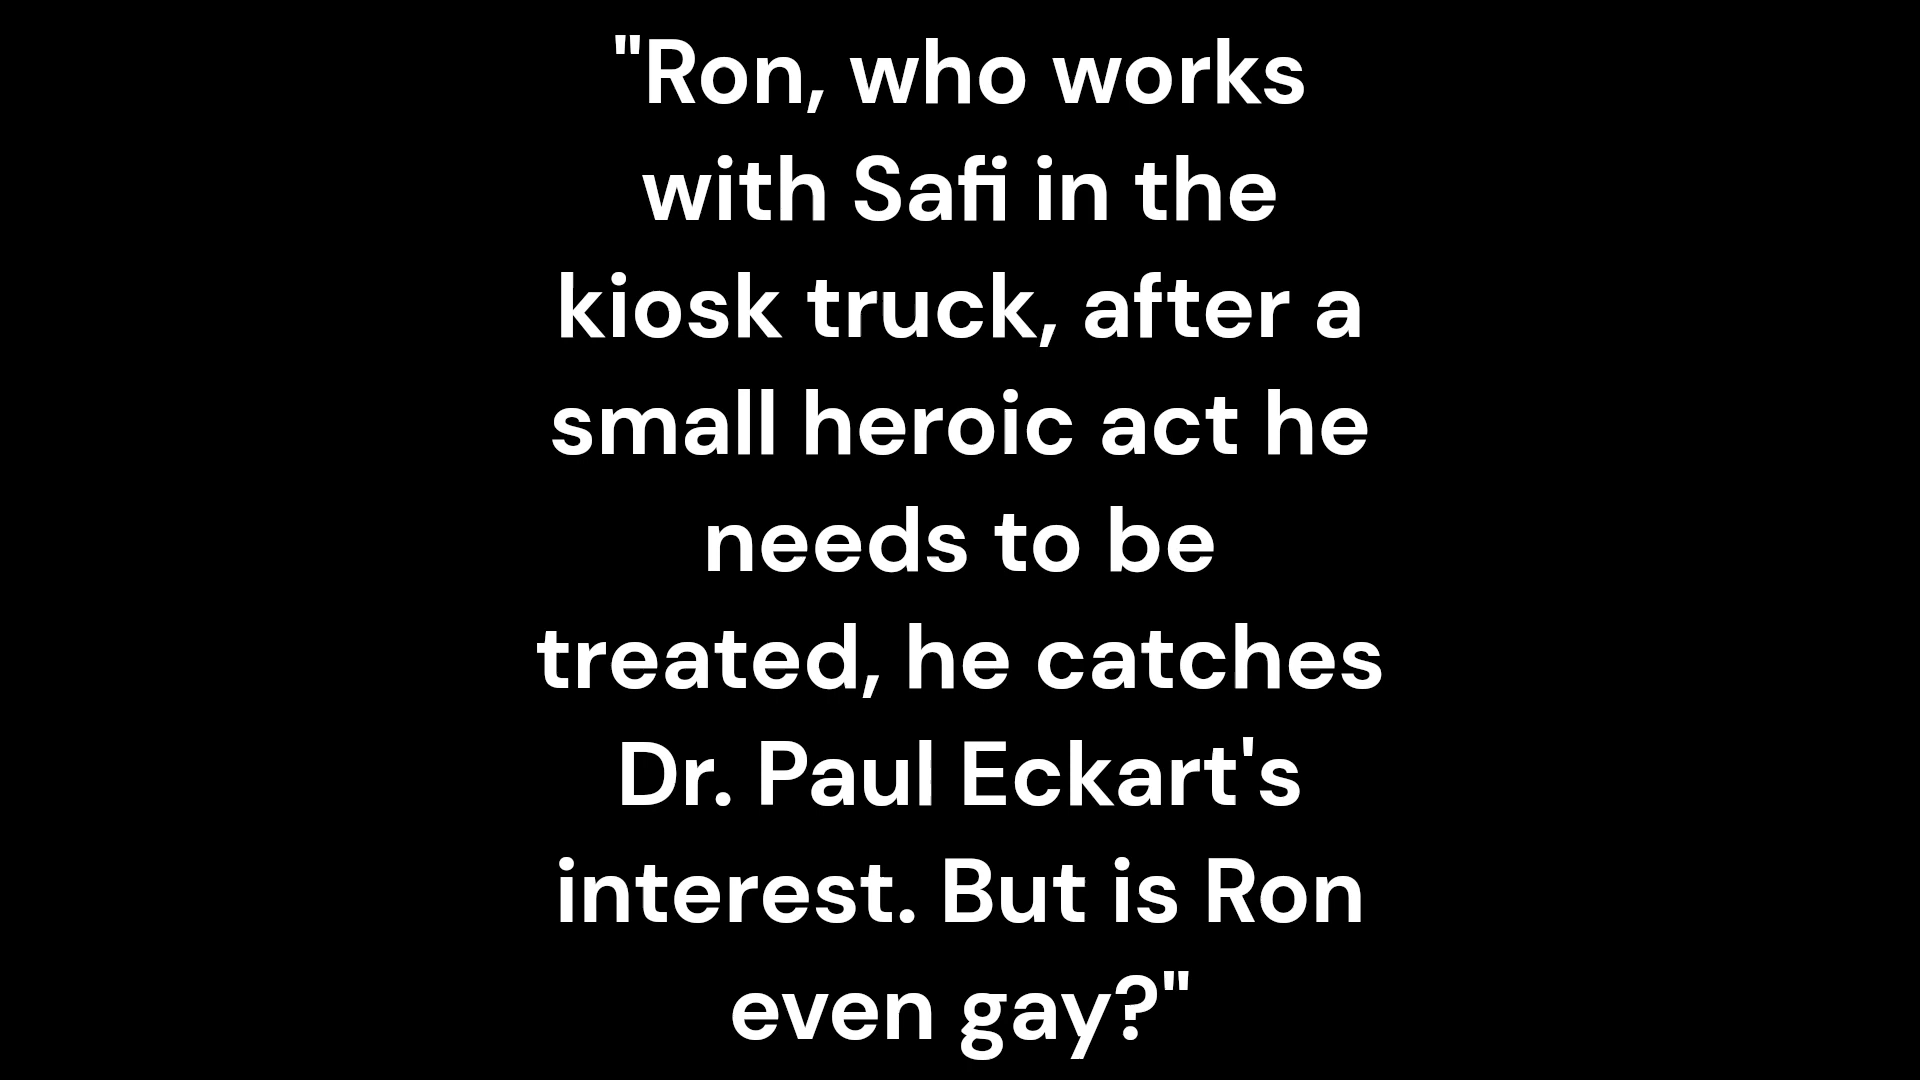 "Ron, who works
with Safi in the
kiosk truck, after a
small heroic act he
needs to be
treated, he catches
Dr. Paul Eckart's
interest. But is Ron
even gay?"